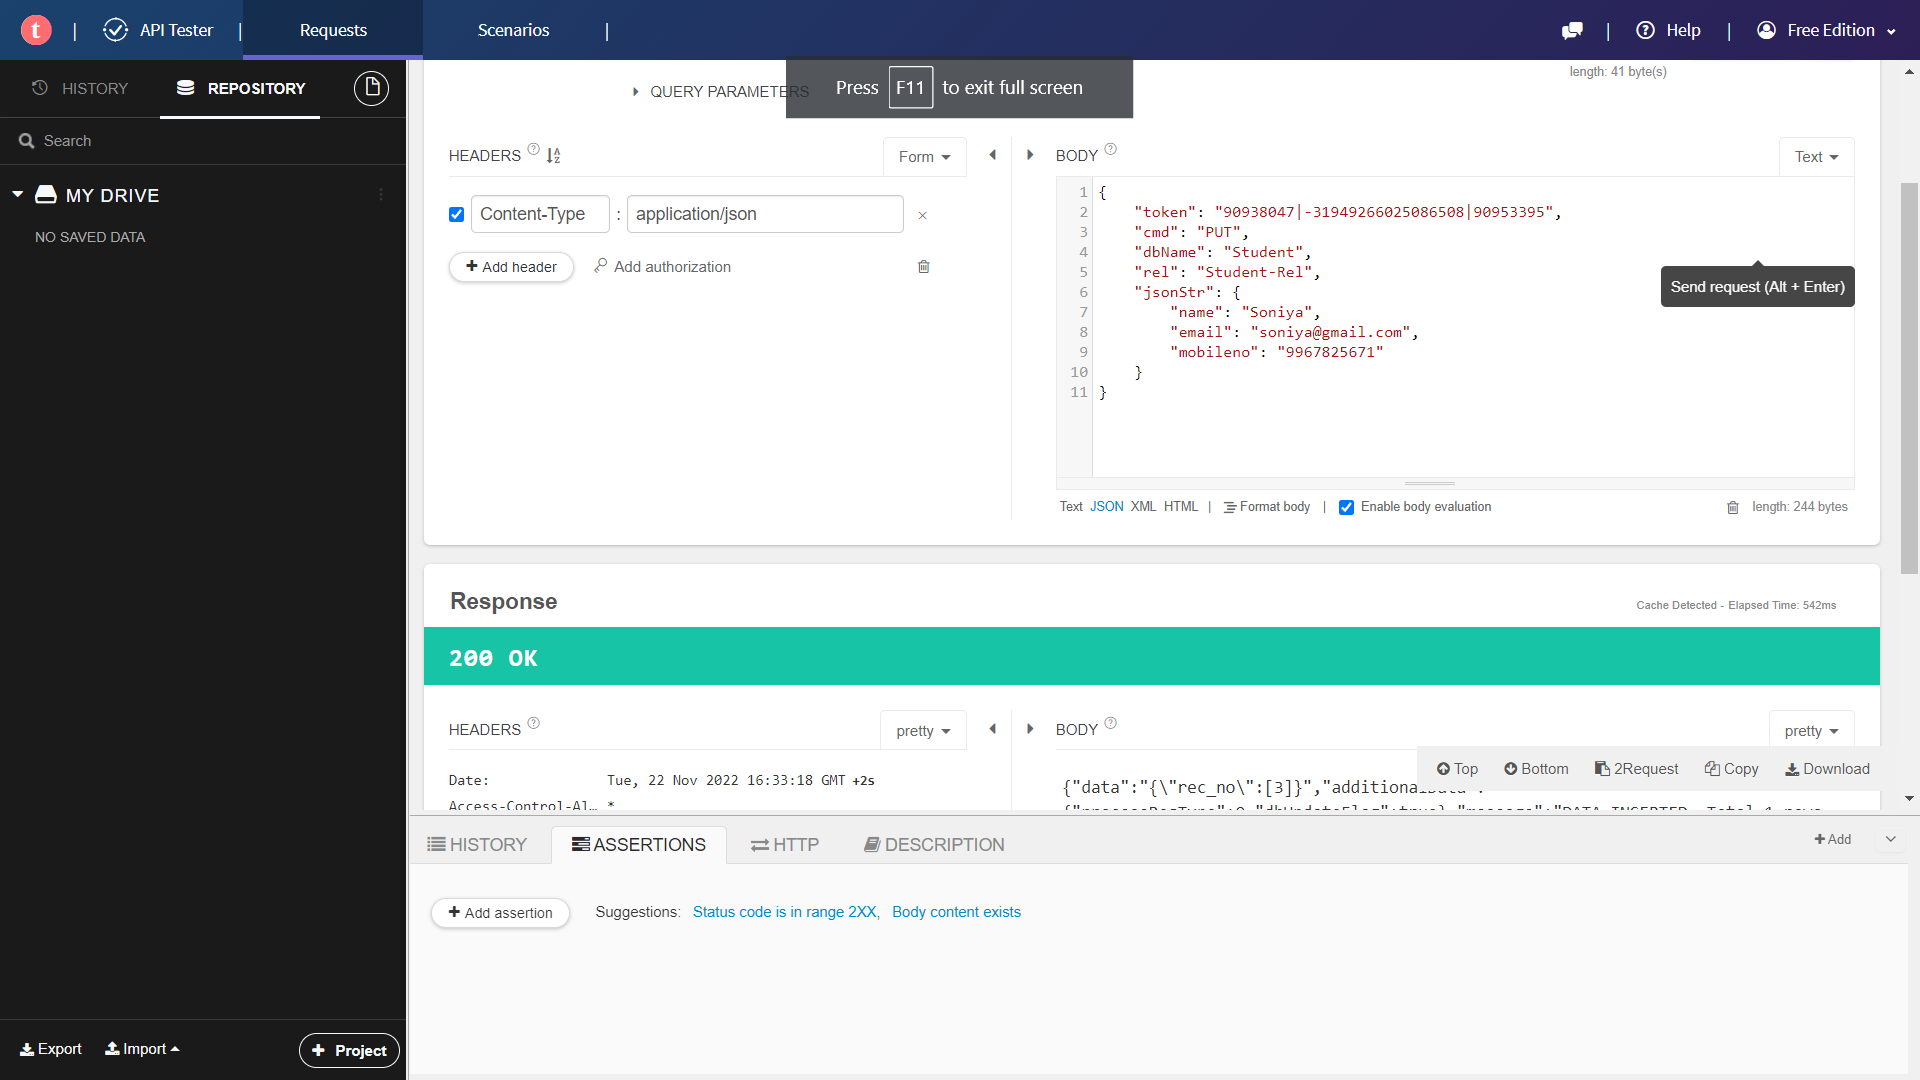 t | API Tester | Requests Scenarios | | ? Help | Free Edition
HISTORY REPOSITORY
Search
MY DRIVE
NO SAVED DATA
Export Import + Project
length: 41 byte(s)
QUERY PARAMETERS
Press F11 to exit full screen
HEADERS ? Form
Content-Type : application/json ×
+ Add header Add authorization
BODY ? Text
1 {
2 "token": "90938047|-31949266025086508|90953395",
3 "cmd": "PUT",
4 "dbName": "Student",
5 "rel": "Student-Rel",
6 "jsonStr": {
7 "name": "Soniya",
8 "email": "soniya@gmail.com",
9 "mobileno": "9967825671"
10 }
11 }
Send request (Alt + Enter)
Text JSON XML HTML | Format body | Enable body evaluation length: 244 bytes
Response
Cache Detected - Elapsed Time: 542ms
200 OK
HEADERS ? pretty
Date: Tue, 22 Nov 2022 16:33:18 GMT +2s
Access-Control-Al… *
BODY ? pretty
Top Bottom 2Request Copy Download
{"data":"{\"rec_no\":[3]}","additionalData":
HISTORY ASSERTIONS HTTP DESCRIPTION + Add
+ Add assertion Suggestions: Status code is in range 2XX, Body content exists